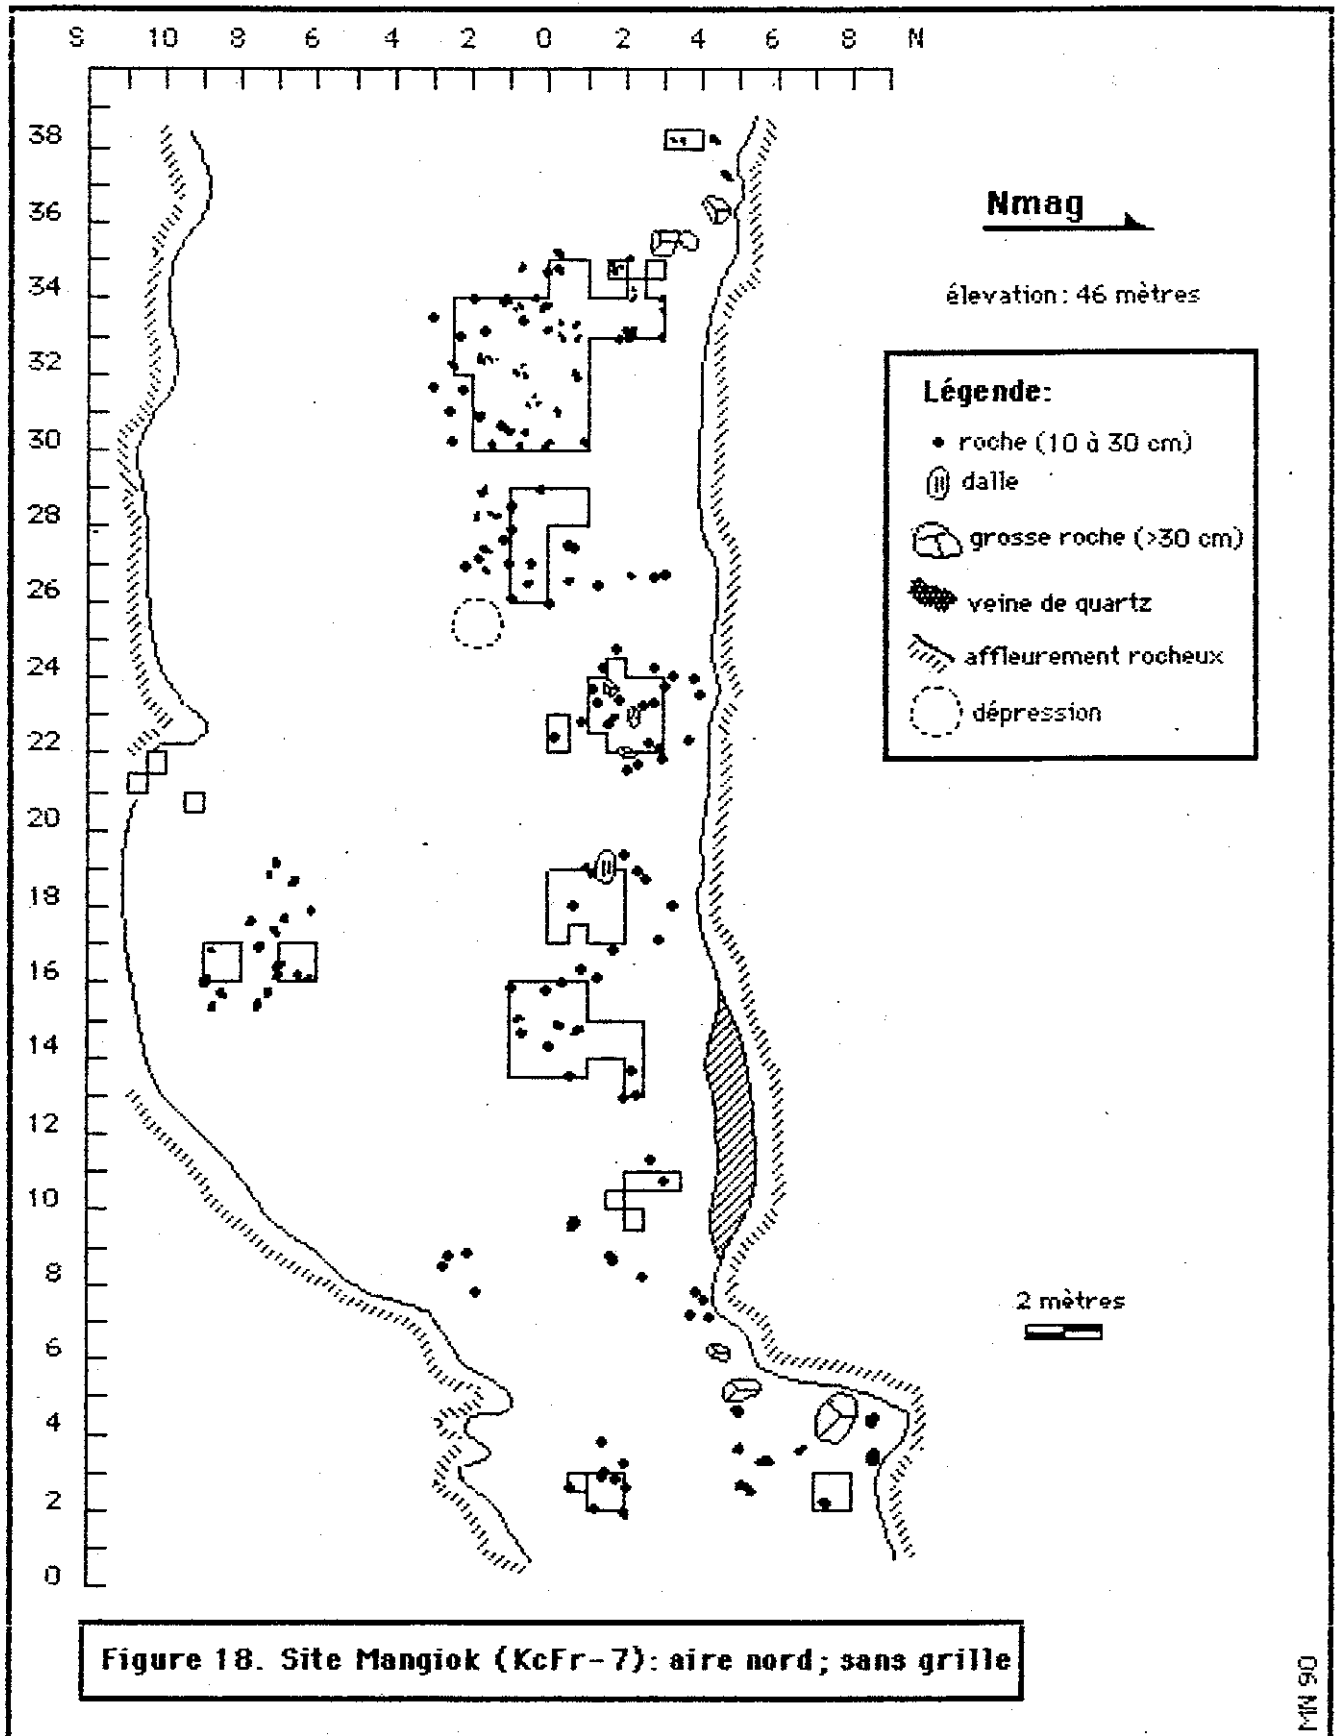 S 10 8 6 4 2 0 2 4 6 8 N
38
36
34
32
30
28
26
24
22
20
18
16
14
12
10
8
6
4
2
0
Nmag
élevation: 46 mètres
Légende:
roche (10 à 30 cm)
dalle
grosse roche (>30 cm)
veine de quartz
affleurement rocheux
dépression
2 mètres
Figure 18. Site Mangiok (KcFr-7): aire nord; sans grille
MN 90